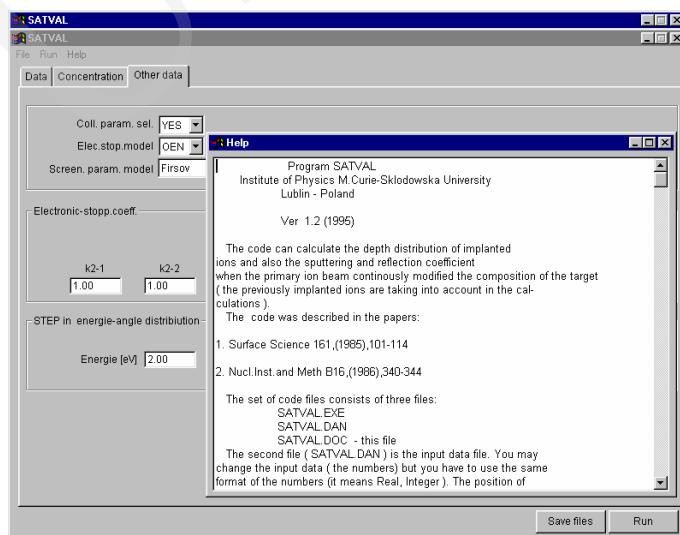 SATVAL
SATVAL
File Run Help
Data Concentration Other data
Coll. param. sel. YES
Elec.stop.model OEN
Screen. param. model Firsov
Electronic-stopp.coeff.
k2-1 k2-2
1.00 1.00
STEP in energie-angle distribiution
Energie [eV] 2.00
Help
Program SATVAL
Institute of Physics M.Curie-Sklodowska University
Lublin - Poland
Ver 1.2 (1995)
The code can calculate the depth distribution of implanted
ions and also the sputtering and reflection coefficient
when the primary ion beam continously modified the composition of the target
( the previously implanted ions are taking into account in the cal-
culations ).
The code was described in the papers:
1. Surface Science 161,(1985),101-114
2. Nucl.Inst.and Meth B16,(1986),340-344
The set of code files consists of three files:
SATVAL.EXE
SATVAL.DAN
SATVAL.DOC - this file
The second file ( SATVAL.DAN ) is the input data file. You may
change the input data ( the numbers) but you have to use the same
format of the numbers (it means Real, Integer ). The position of
Save files Run